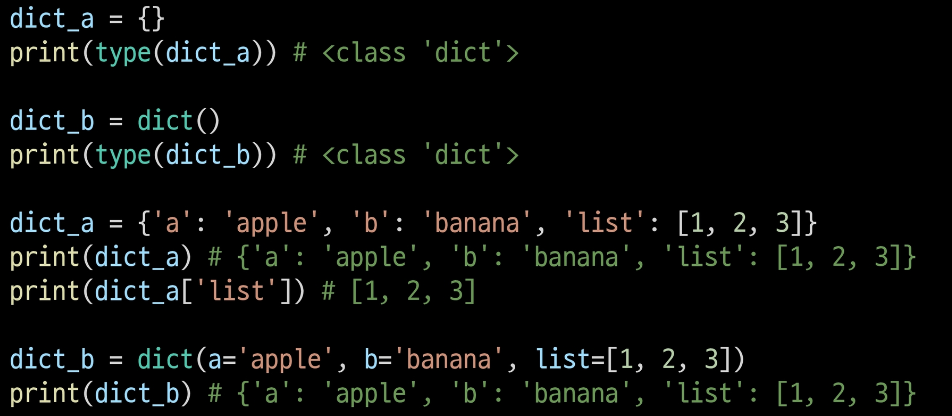 dict_a = {}
print(type(dict_a)) # <class 'dict'>
dict_b = dict()
print(type(dict_b)) # <class 'dict'>
dict_a = {'a': 'apple', 'b': 'banana', 'list': [1, 2, 3]}
print(dict_a) # {'a': 'apple', 'b': 'banana', 'list': [1, 2, 3]}
print(dict_a['list']) # [1, 2, 3]
dict_b = dict(a='apple', b='banana', list=[1, 2, 3])
print(dict_b) # {'a': 'apple', 'b': 'banana', 'list': [1, 2, 3]}